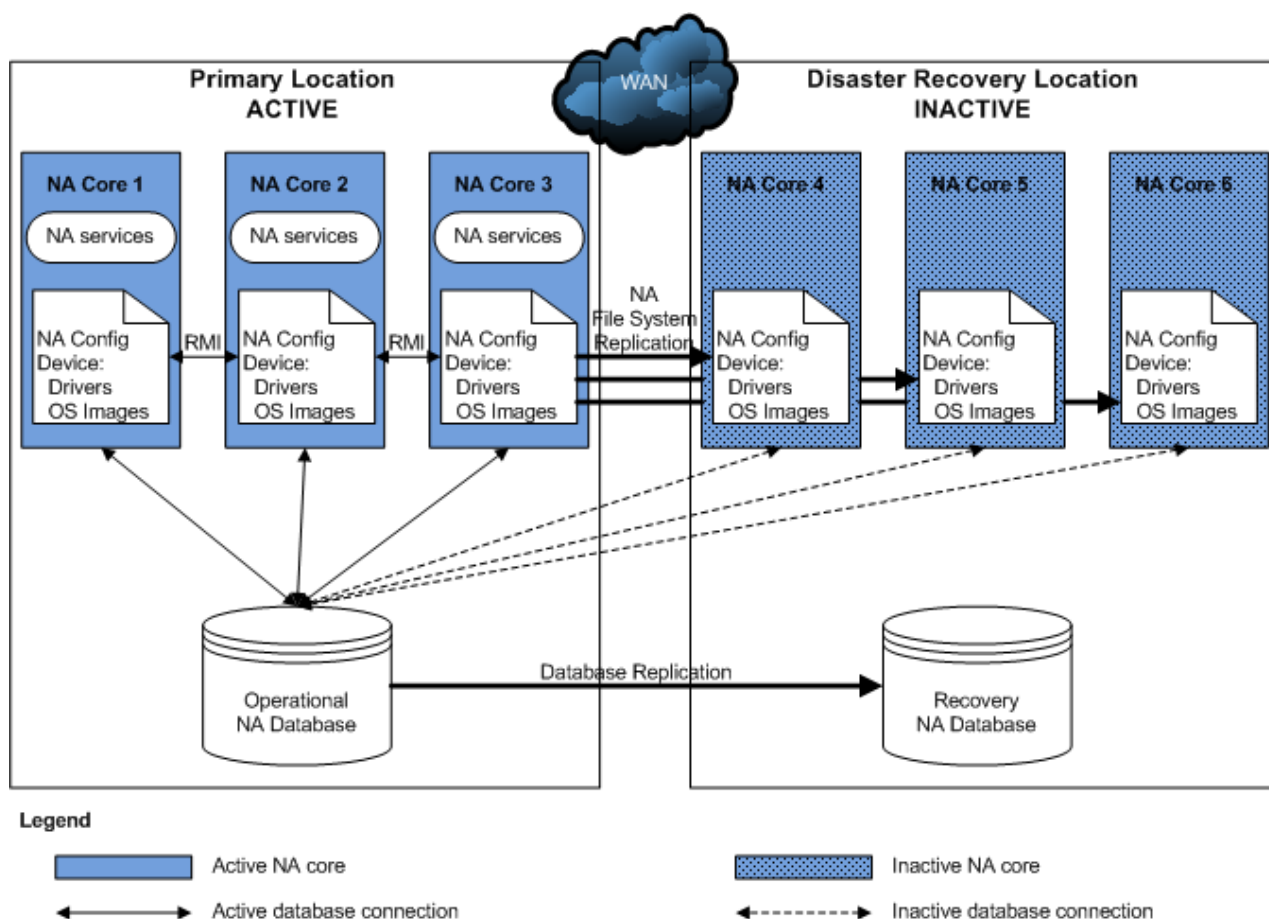 WAN
Primary Location
ACTIVE
Disaster Recovery Location
INACTIVE
NA Core 1
NA Core 2
NA Core 3
NA Core 4
NA Core 5
NA Core 6
NA services
NA services
NA services
NA Config
Device:
Drivers
OS Images
RMI
NA Config
Device:
Drivers
OS Images
RMI
NA Config
Device:
Drivers
OS Images
NA
File System
Replication
NA Config
Device:
Drivers
OS Images
NA Config
Device:
Drivers
OS Images
NA Config
Device:
Drivers
OS Images
Operational
NA Database
Database Replication
Recovery
NA Database
Legend
Active NA core
Inactive NA core
Active database connection
Inactive database connection